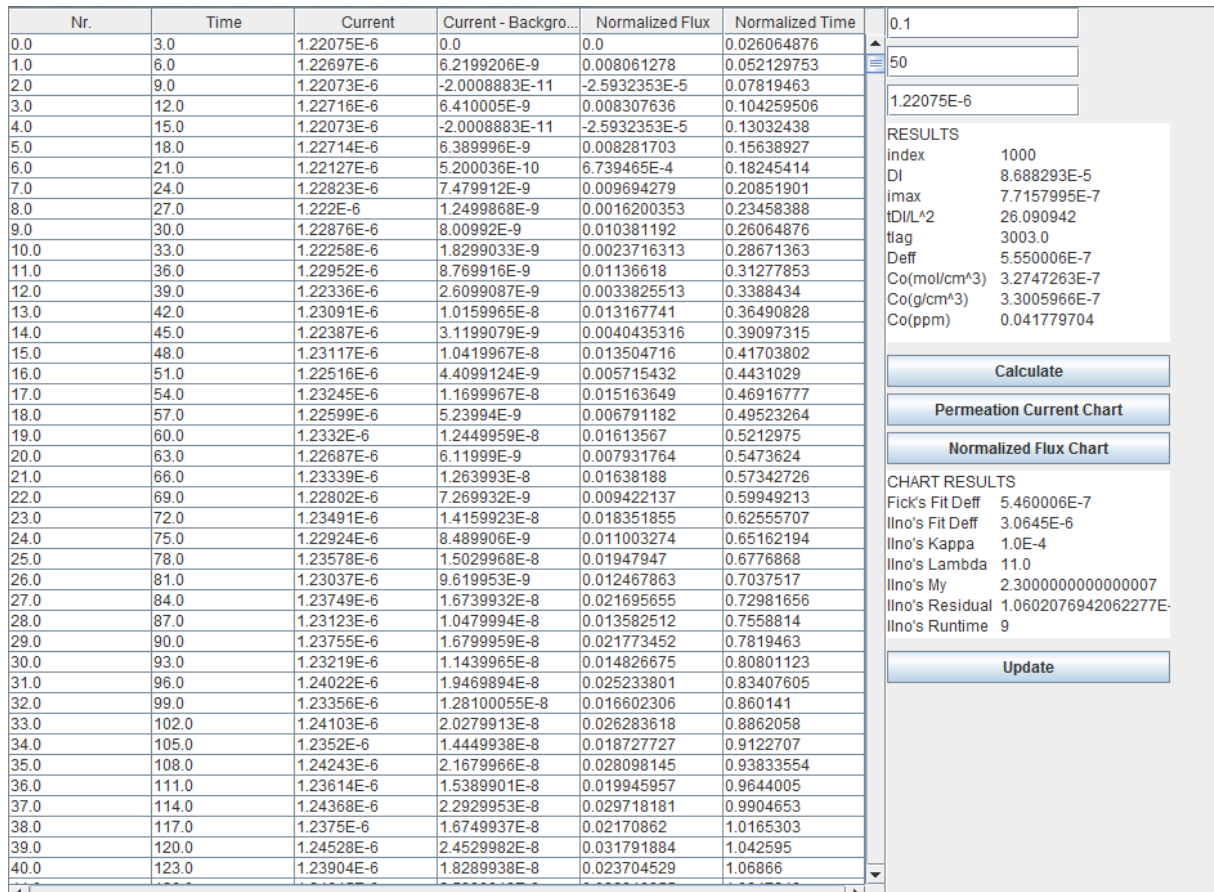 Nr. Time Current Current - Backgro... Normalized Flux Normalized Time
0.0 3.0 1.22075E-6 0.0 0.0 0.026064876
1.0 6.0 1.22697E-6 6.2199206E-9 0.008061278 0.052129753
2.0 9.0 1.22073E-6 -2.0008883E-11 -2.5932353E-5 0.07819463
3.0 12.0 1.22716E-6 6.410005E-9 0.008307636 0.104259506
4.0 15.0 1.22073E-6 -2.0008883E-11 -2.5932353E-5 0.13032438
5.0 18.0 1.22714E-6 6.389996E-9 0.008281703 0.15638927
6.0 21.0 1.22127E-6 5.200036E-10 6.739465E-4 0.18245414
7.0 24.0 1.22823E-6 7.479912E-9 0.009694279 0.20851901
8.0 27.0 1.222E-6 1.2499868E-9 0.0016200353 0.23458388
9.0 30.0 1.22876E-6 8.00992E-9 0.010381192 0.26064876
10.0 33.0 1.22258E-6 1.8299033E-9 0.0023716313 0.28671363
11.0 36.0 1.22952E-6 8.769916E-9 0.01136618 0.31277853
12.0 39.0 1.22336E-6 2.6099087E-9 0.0033825513 0.3388434
13.0 42.0 1.23091E-6 1.0159965E-8 0.013167741 0.36490828
14.0 45.0 1.22387E-6 3.1199079E-9 0.0040435316 0.39097315
15.0 48.0 1.23117E-6 1.0419967E-8 0.013504716 0.41703802
16.0 51.0 1.22516E-6 4.4099124E-9 0.005715432 0.4431029
17.0 54.0 1.23245E-6 1.1699967E-8 0.015163649 0.46916777
18.0 57.0 1.22599E-6 5.23994E-9 0.006791182 0.49523264
19.0 60.0 1.2332E-6 1.2449959E-8 0.01613567 0.5212975
20.0 63.0 1.22687E-6 6.11999E-9 0.007931764 0.5473624
21.0 66.0 1.23339E-6 1.263993E-8 0.01638188 0.57342726
22.0 69.0 1.22802E-6 7.269932E-9 0.009422137 0.59949213
23.0 72.0 1.23491E-6 1.4159923E-8 0.018351855 0.62555707
24.0 75.0 1.22924E-6 8.489906E-9 0.011003274 0.65162194
25.0 78.0 1.23578E-6 1.5029968E-8 0.01947947 0.6776868
26.0 81.0 1.23037E-6 9.619953E-9 0.012467863 0.7037517
27.0 84.0 1.23749E-6 1.6739932E-8 0.021695655 0.72981656
28.0 87.0 1.23123E-6 1.0479994E-8 0.013582512 0.7558814
29.0 90.0 1.23755E-6 1.6799959E-8 0.021773452 0.7819463
30.0 93.0 1.23219E-6 1.1439965E-8 0.014826675 0.80801123
31.0 96.0 1.24022E-6 1.9469894E-8 0.025233801 0.83407605
32.0 99.0 1.23356E-6 1.28100055E-8 0.016602306 0.860141
33.0 102.0 1.24103E-6 2.0279913E-8 0.026283618 0.8862058
34.0 105.0 1.2352E-6 1.4449938E-8 0.018727727 0.9122707
35.0 108.0 1.24243E-6 2.1679966E-8 0.028098145 0.93833554
36.0 111.0 1.23614E-6 1.5389901E-8 0.019945957 0.9644005
37.0 114.0 1.24368E-6 2.2929953E-8 0.029718181 0.9904653
38.0 117.0 1.2375E-6 1.6749937E-8 0.02170862 1.0165303
39.0 120.0 1.24528E-6 2.4529982E-8 0.031791884 1.042595
40.0 123.0 1.23904E-6 1.8289938E-8 0.023704529 1.06866
0.1
50
1.22075E-6
RESULTS
index 1000
DI 8.688293E-5
imax 7.7157995E-7
tDI/L^2 26.090942
tlag 3003.0
Deff 5.550006E-7
Co(mol/cm^3) 3.2747263E-7
Co(g/cm^3) 3.3005966E-7
Co(ppm) 0.041779704
Calculate
Permeation Current Chart
Normalized Flux Chart
CHART RESULTS
Fick's Fit Deff 5.460006E-7
Ilno's Fit Deff 3.0645E-6
Ilno's Kappa 1.0E-4
Ilno's Lambda 11.0
Ilno's My 2.3000000000000007
Ilno's Residual 1.0602076942062277E-
Ilno's Runtime 9
Update